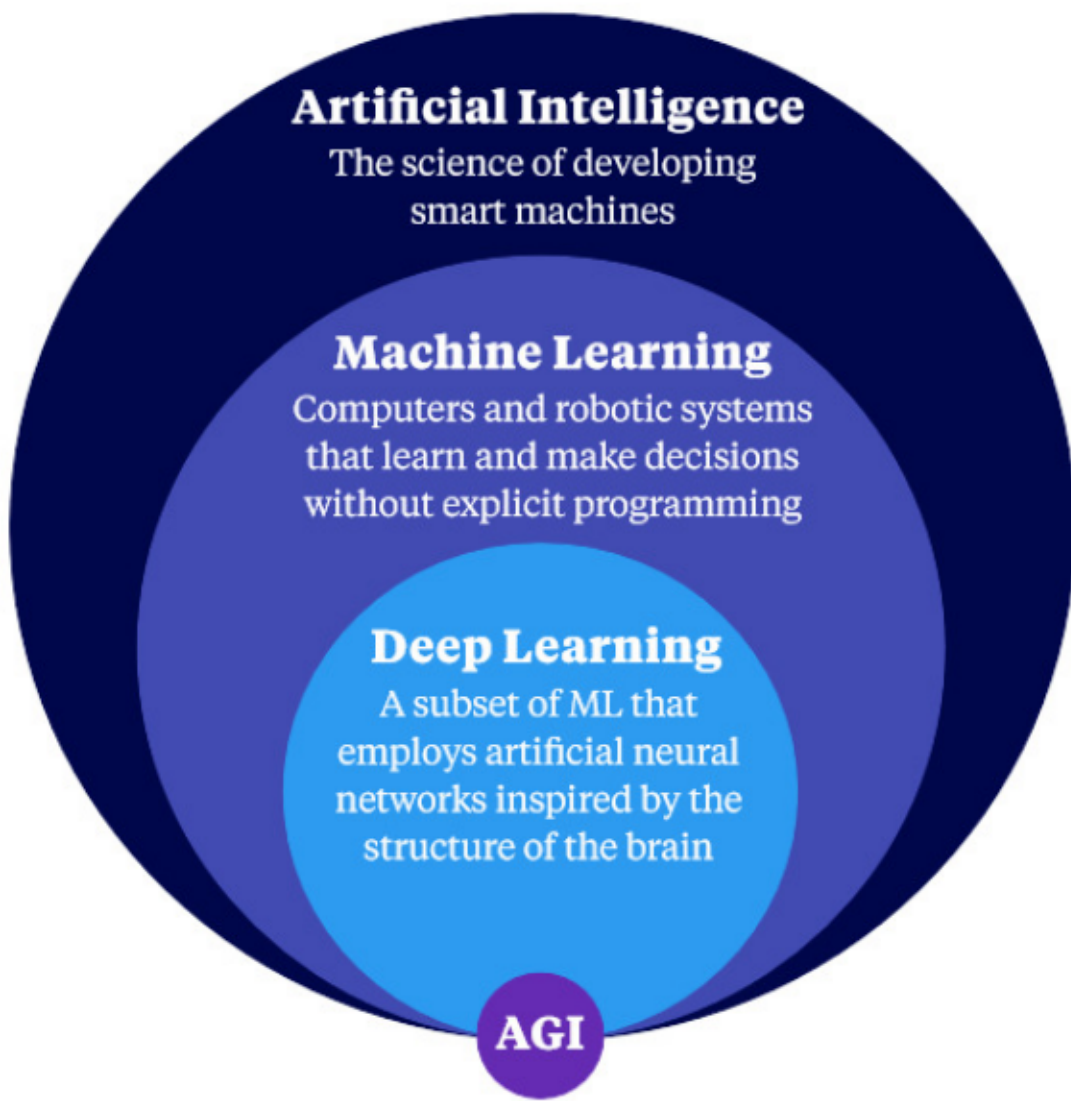 Artificial Intelligence
The science of developing
smart machines
Machine Learning
Computers and robotic systems
that learn and make decisions
without explicit programming
Deep Learning
A subset of ML that
employs artificial neural
networks inspired by the
structure of the brain
AGI